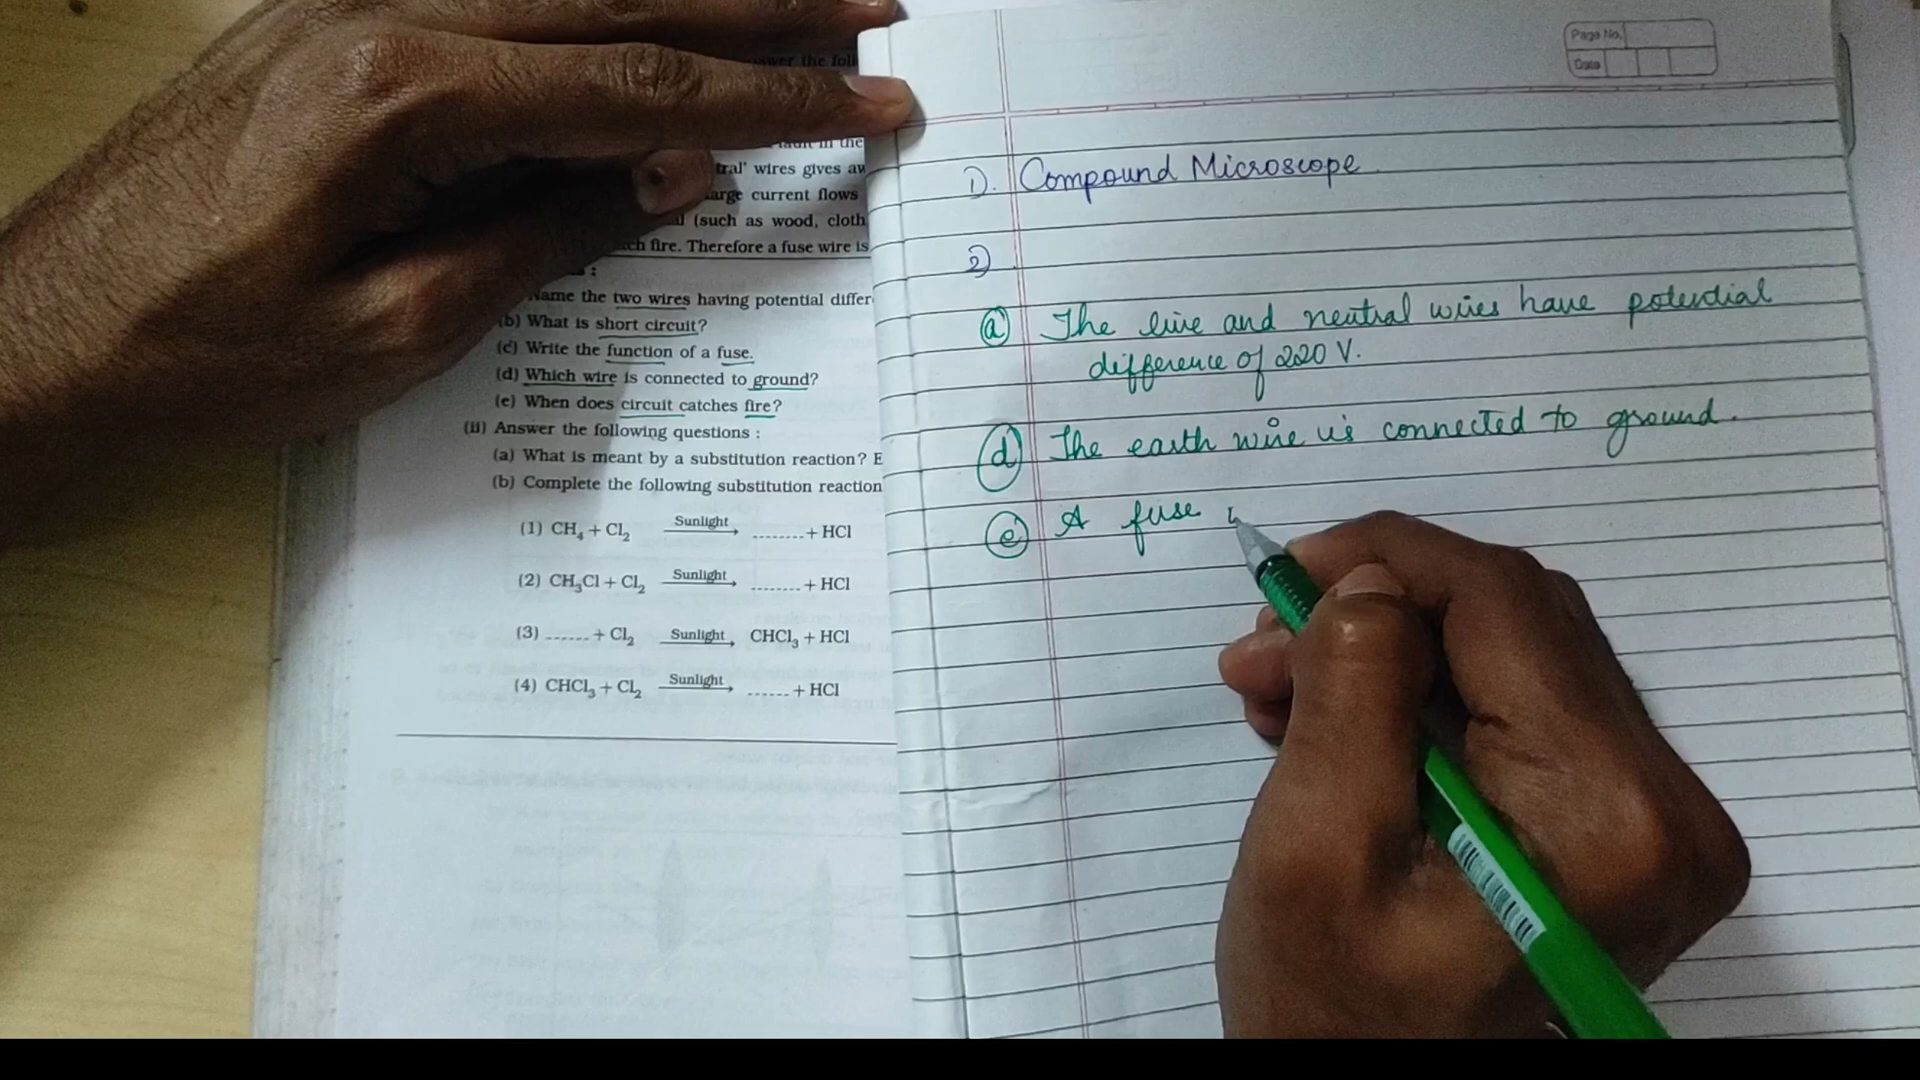 wer the foll
fault in the
tral' wires gives aw
arge current flows
al (such as wood, cloth
ch fire. Therefore a fuse wire is
:
Name the two wires having potential differ
(b) What is short circuit?
(c) Write the function of a fuse.
(d) Which wire is connected to ground?
(e) When does circuit catches fire?
(ii) Answer the following questions :
(a) What is meant by a substitution reaction? E
(b) Complete the following substitution reaction
(1) CH₄ + Cl₂ Sunlight → ........ + HCl
(2) CH₃Cl + Cl₂ Sunlight → ........ + HCl
(3) ...... + Cl₂ Sunlight → CHCl₃ + HCl
(4) CHCl₃ + Cl₂ Sunlight → ...... + HCl
Page No.
Date
1). Compound Microscope
2)
(a) The live and neutral wires have potential
difference of 220 V.
(d) The earth wire is connected to ground.
(e) A fuse